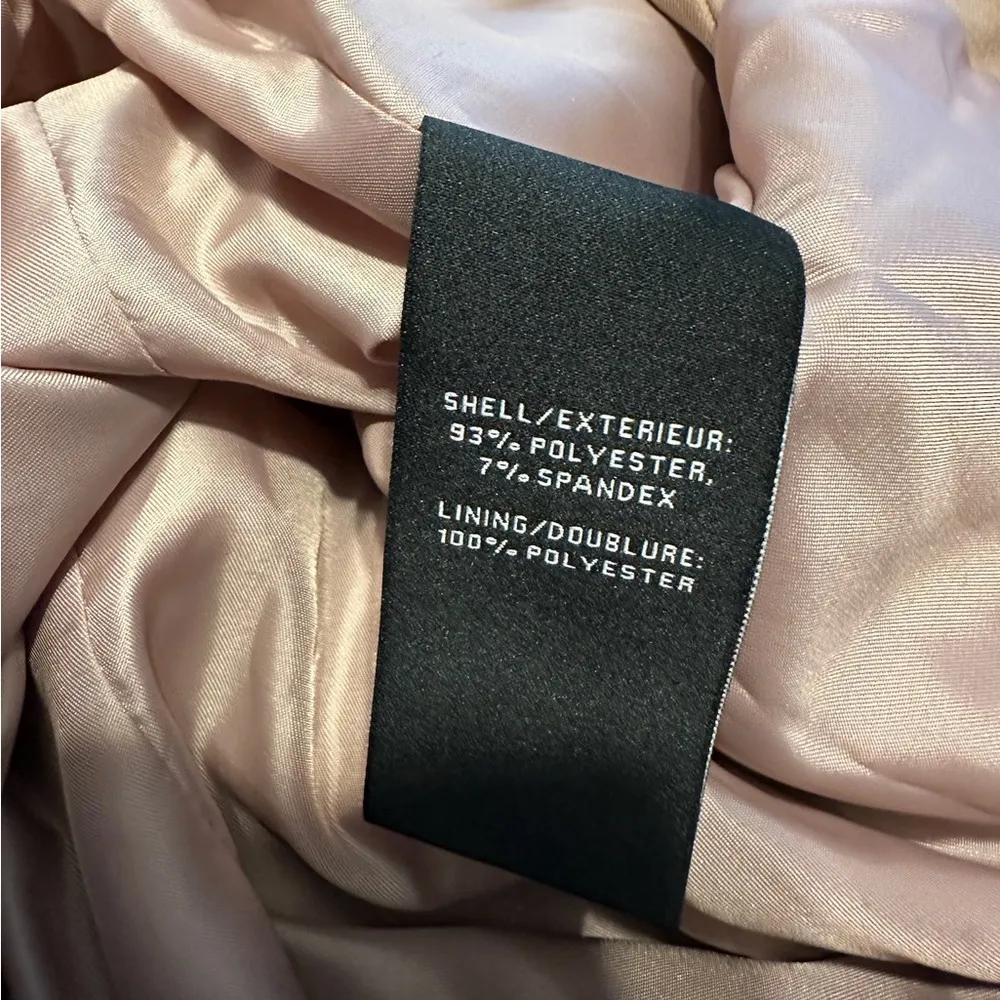 SHELL/EXTERIEUR:
93% POLYESTER,
7% SPANDEX
LINING/DOUBLURE:
100% POLYESTER